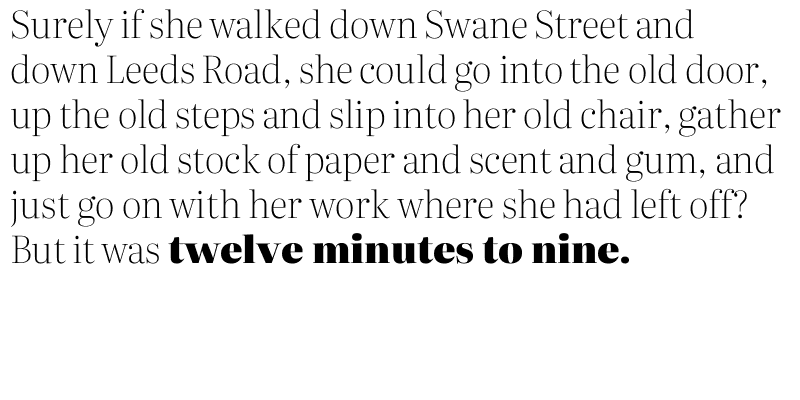 Surely if she walked down Swane Street and
down Leeds Road, she could go into the old door,
up the old steps and slip into her old chair, gather
up her old stock of paper and scent and gum, and
just go on with her work where she had left off?
But it was twelve minutes to nine.